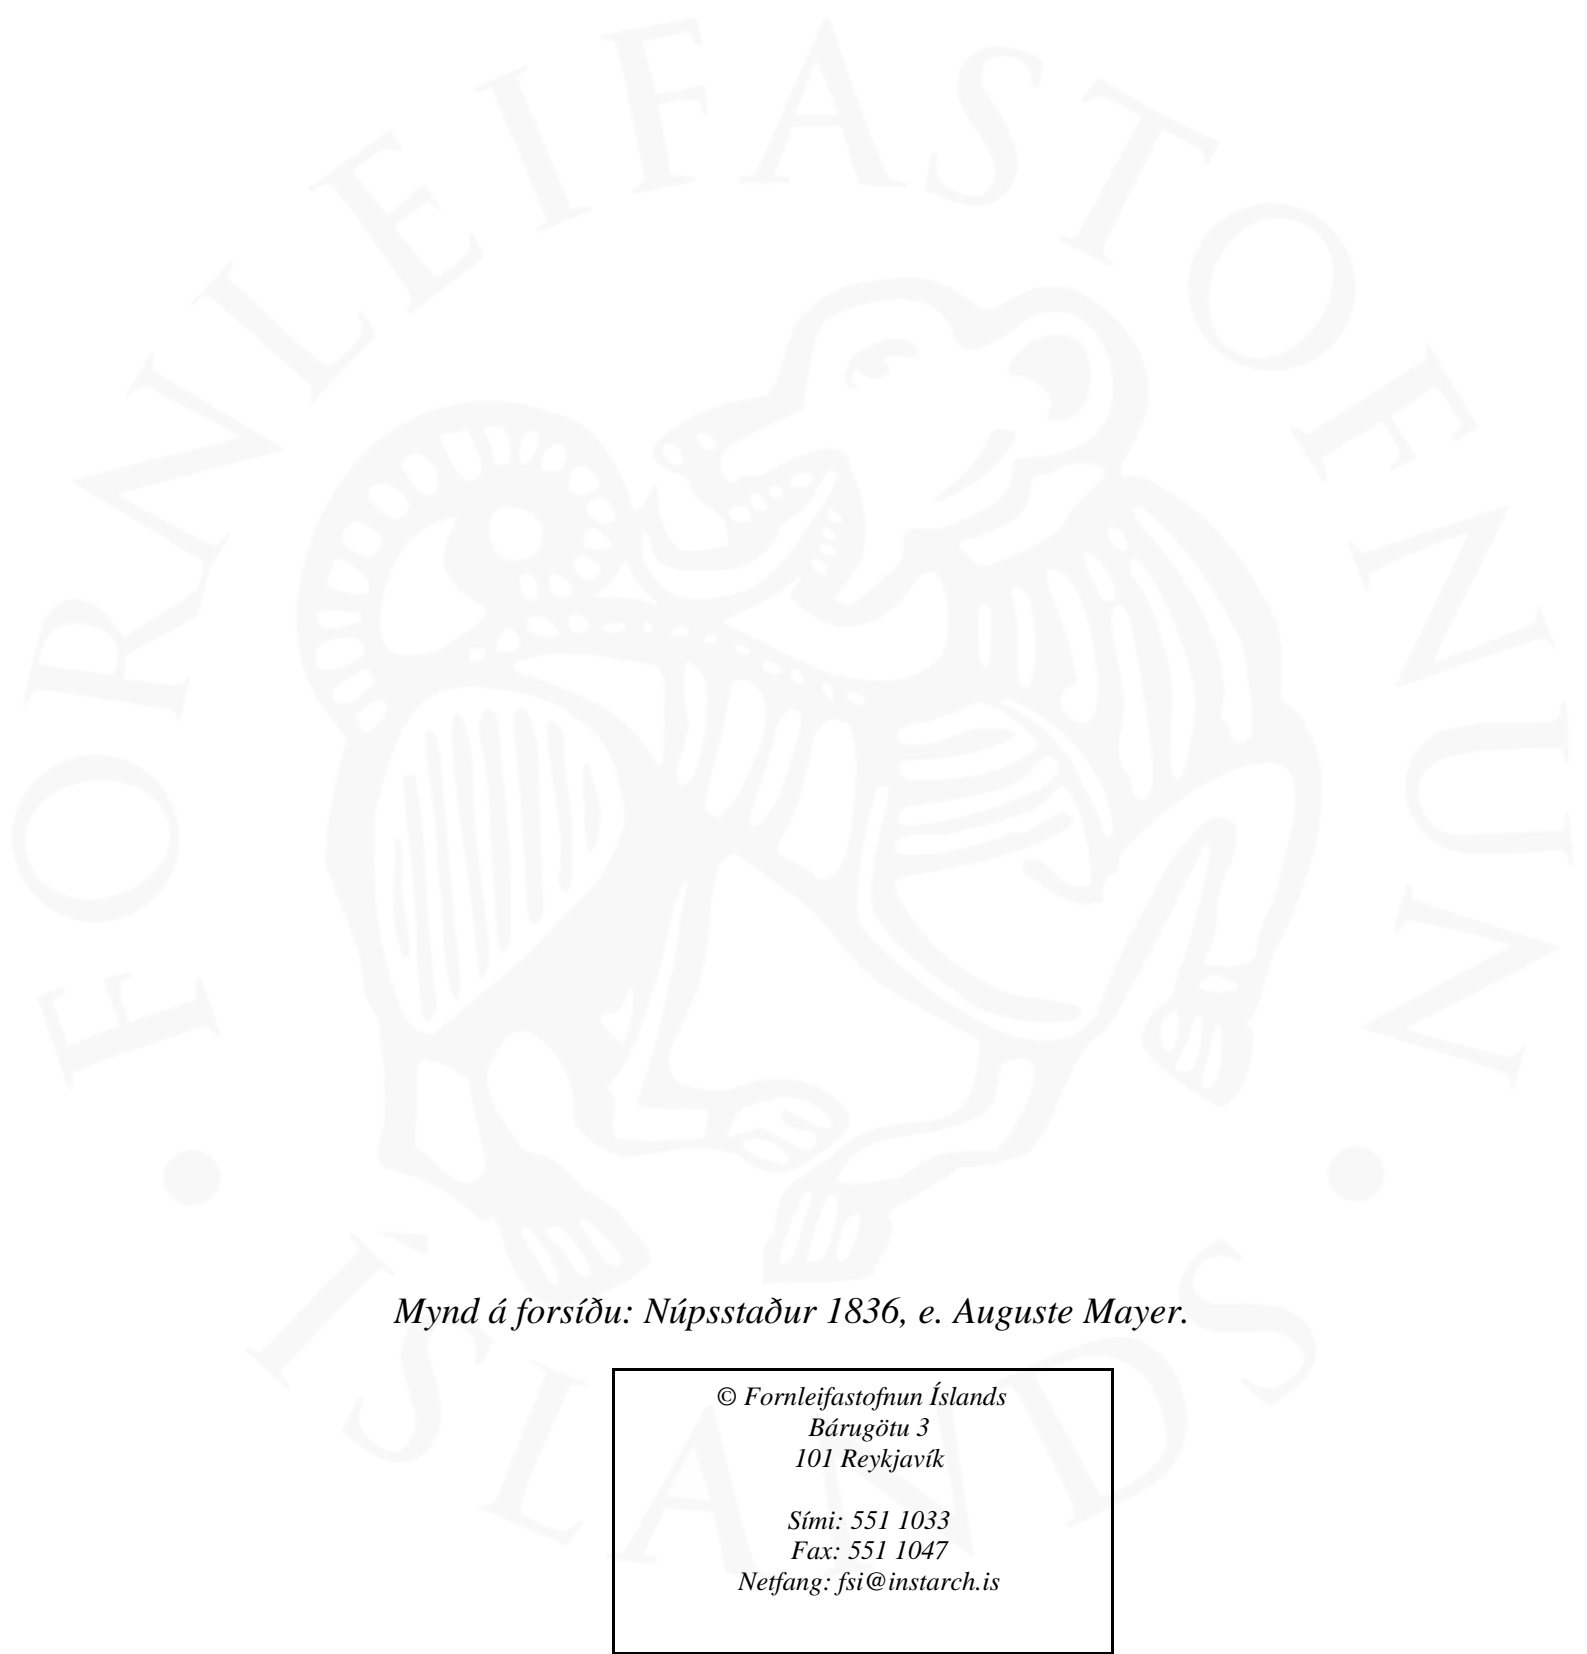 FORNLEIFASTOFNUN
• ÍSLANDS •
Mynd á forsíðu: Núpsstaður 1836, e. Auguste Mayer.
© Fornleifastofnun Íslands
Bárugötu 3
101 Reykjavík
Sími: 551 1033
Fax: 551 1047
Netfang: fsi@instarch.is